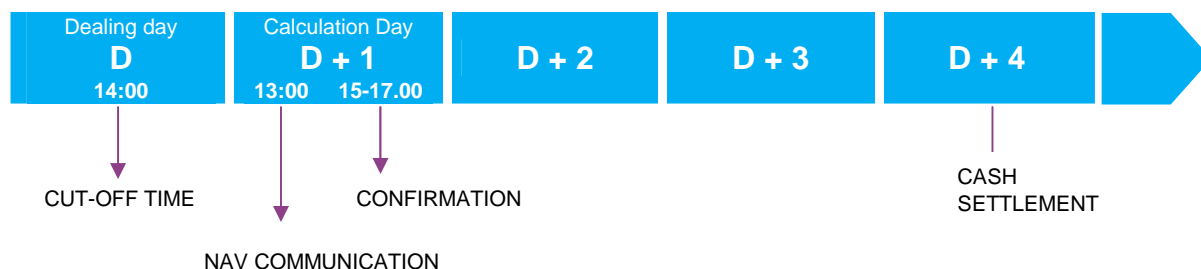 Dealing day
D
14:00
Calculation Day
D + 1
13:00 15-17.00
D + 2
D + 3
D + 4
CUT-OFF TIME
CONFIRMATION
CASH
SETTLEMENT
NAV COMMUNICATION